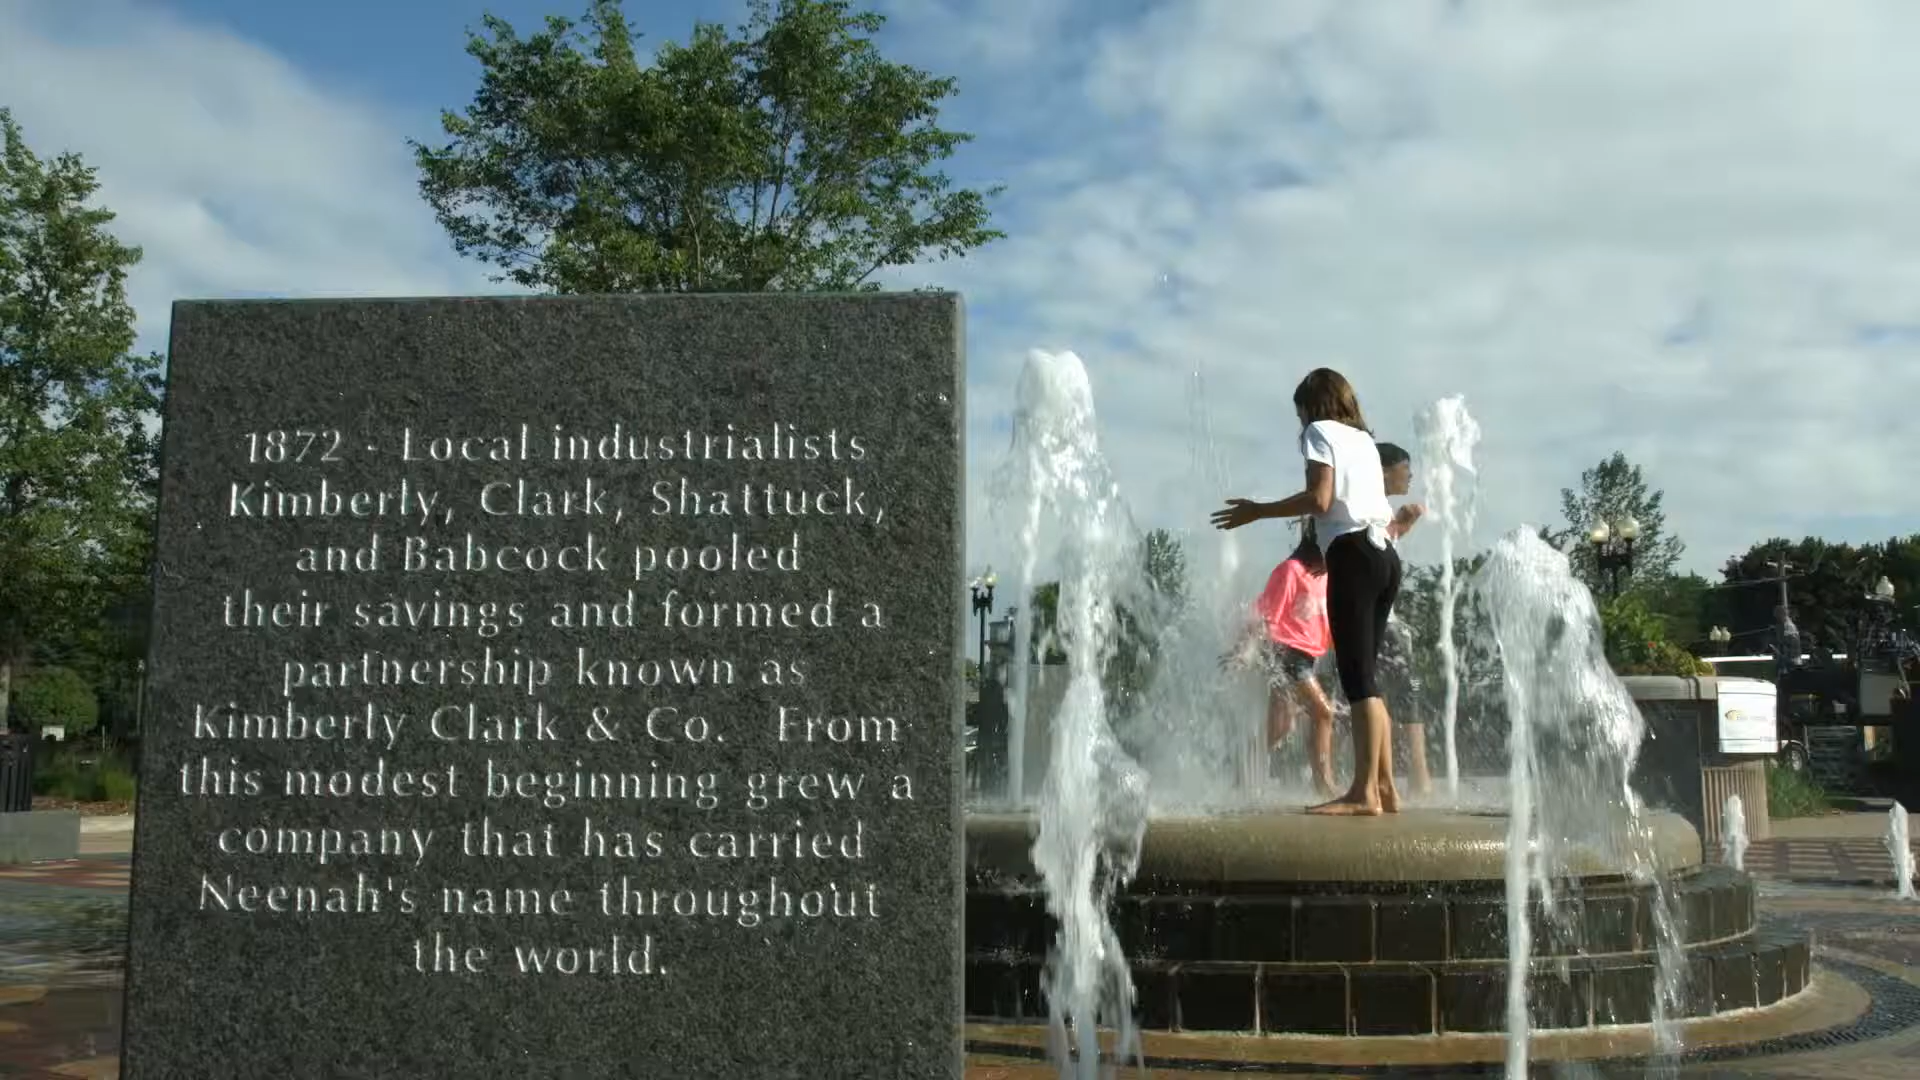 1872 - Local industrialists
Kimberly, Clark, Shattuck,
and Babcock pooled
their savings and formed a
partnership known as
Kimberly Clark & Co. From
this modest beginning grew a
company that has carried
Neenah's name throughout
the world.